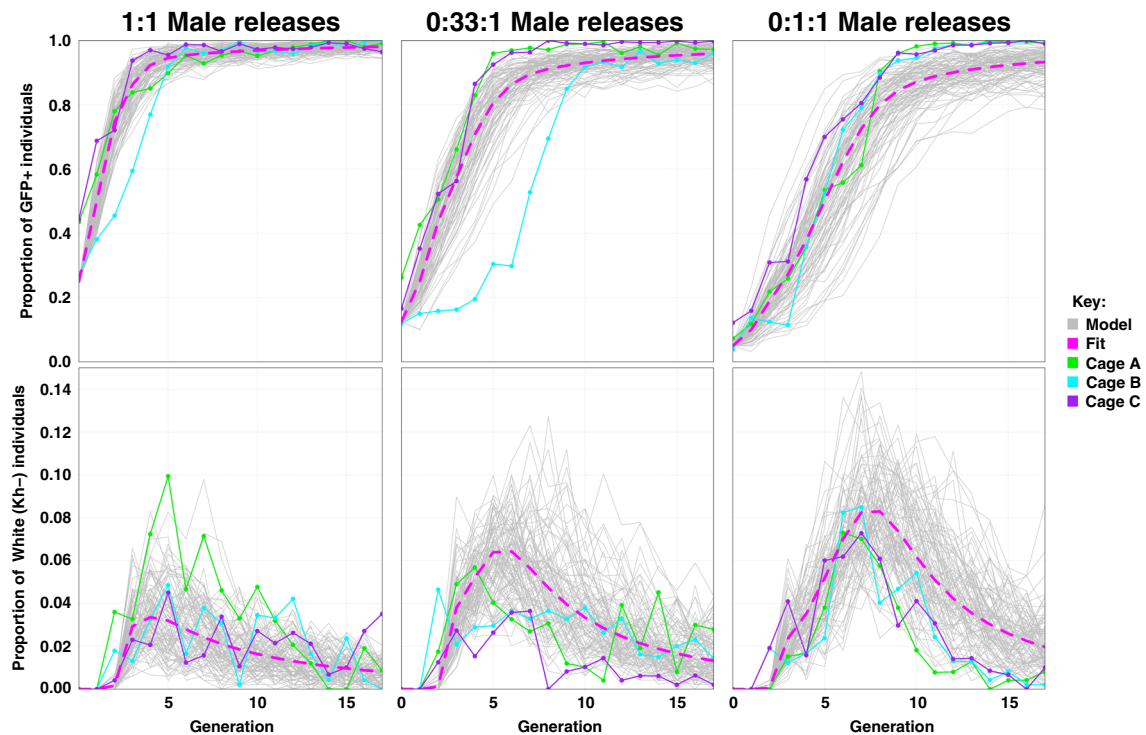 1:1 Male releases
0:33:1 Male releases
0:1:1 Male releases
Proportion of GFP+ individuals
1.0
0.8
0.6
0.4
0.2
0.0
Key:
Model
Fit
Cage A
Cage B
Cage C
Proportion of White (Kh−) individuals
0.14
0.12
0.10
0.08
0.06
0.04
0.02
0.00
5 10 15
0 5 10 15
0 5 10 15
Generation
Generation
Generation